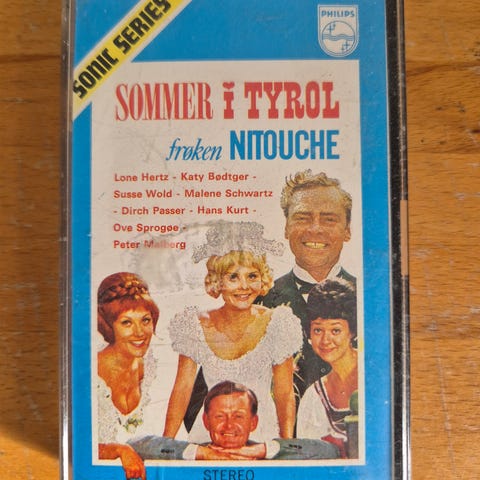 SONIC SERIES
PHILIPS
SOMMER I TYROL
frøken NITOUCHE
Lone Hertz - Katy Bødtger -
Susse Wold - Malene Schwartz
- Dirch Passer - Hans Kurt -
Ove Sprogøe -
Peter Malberg
STEREO